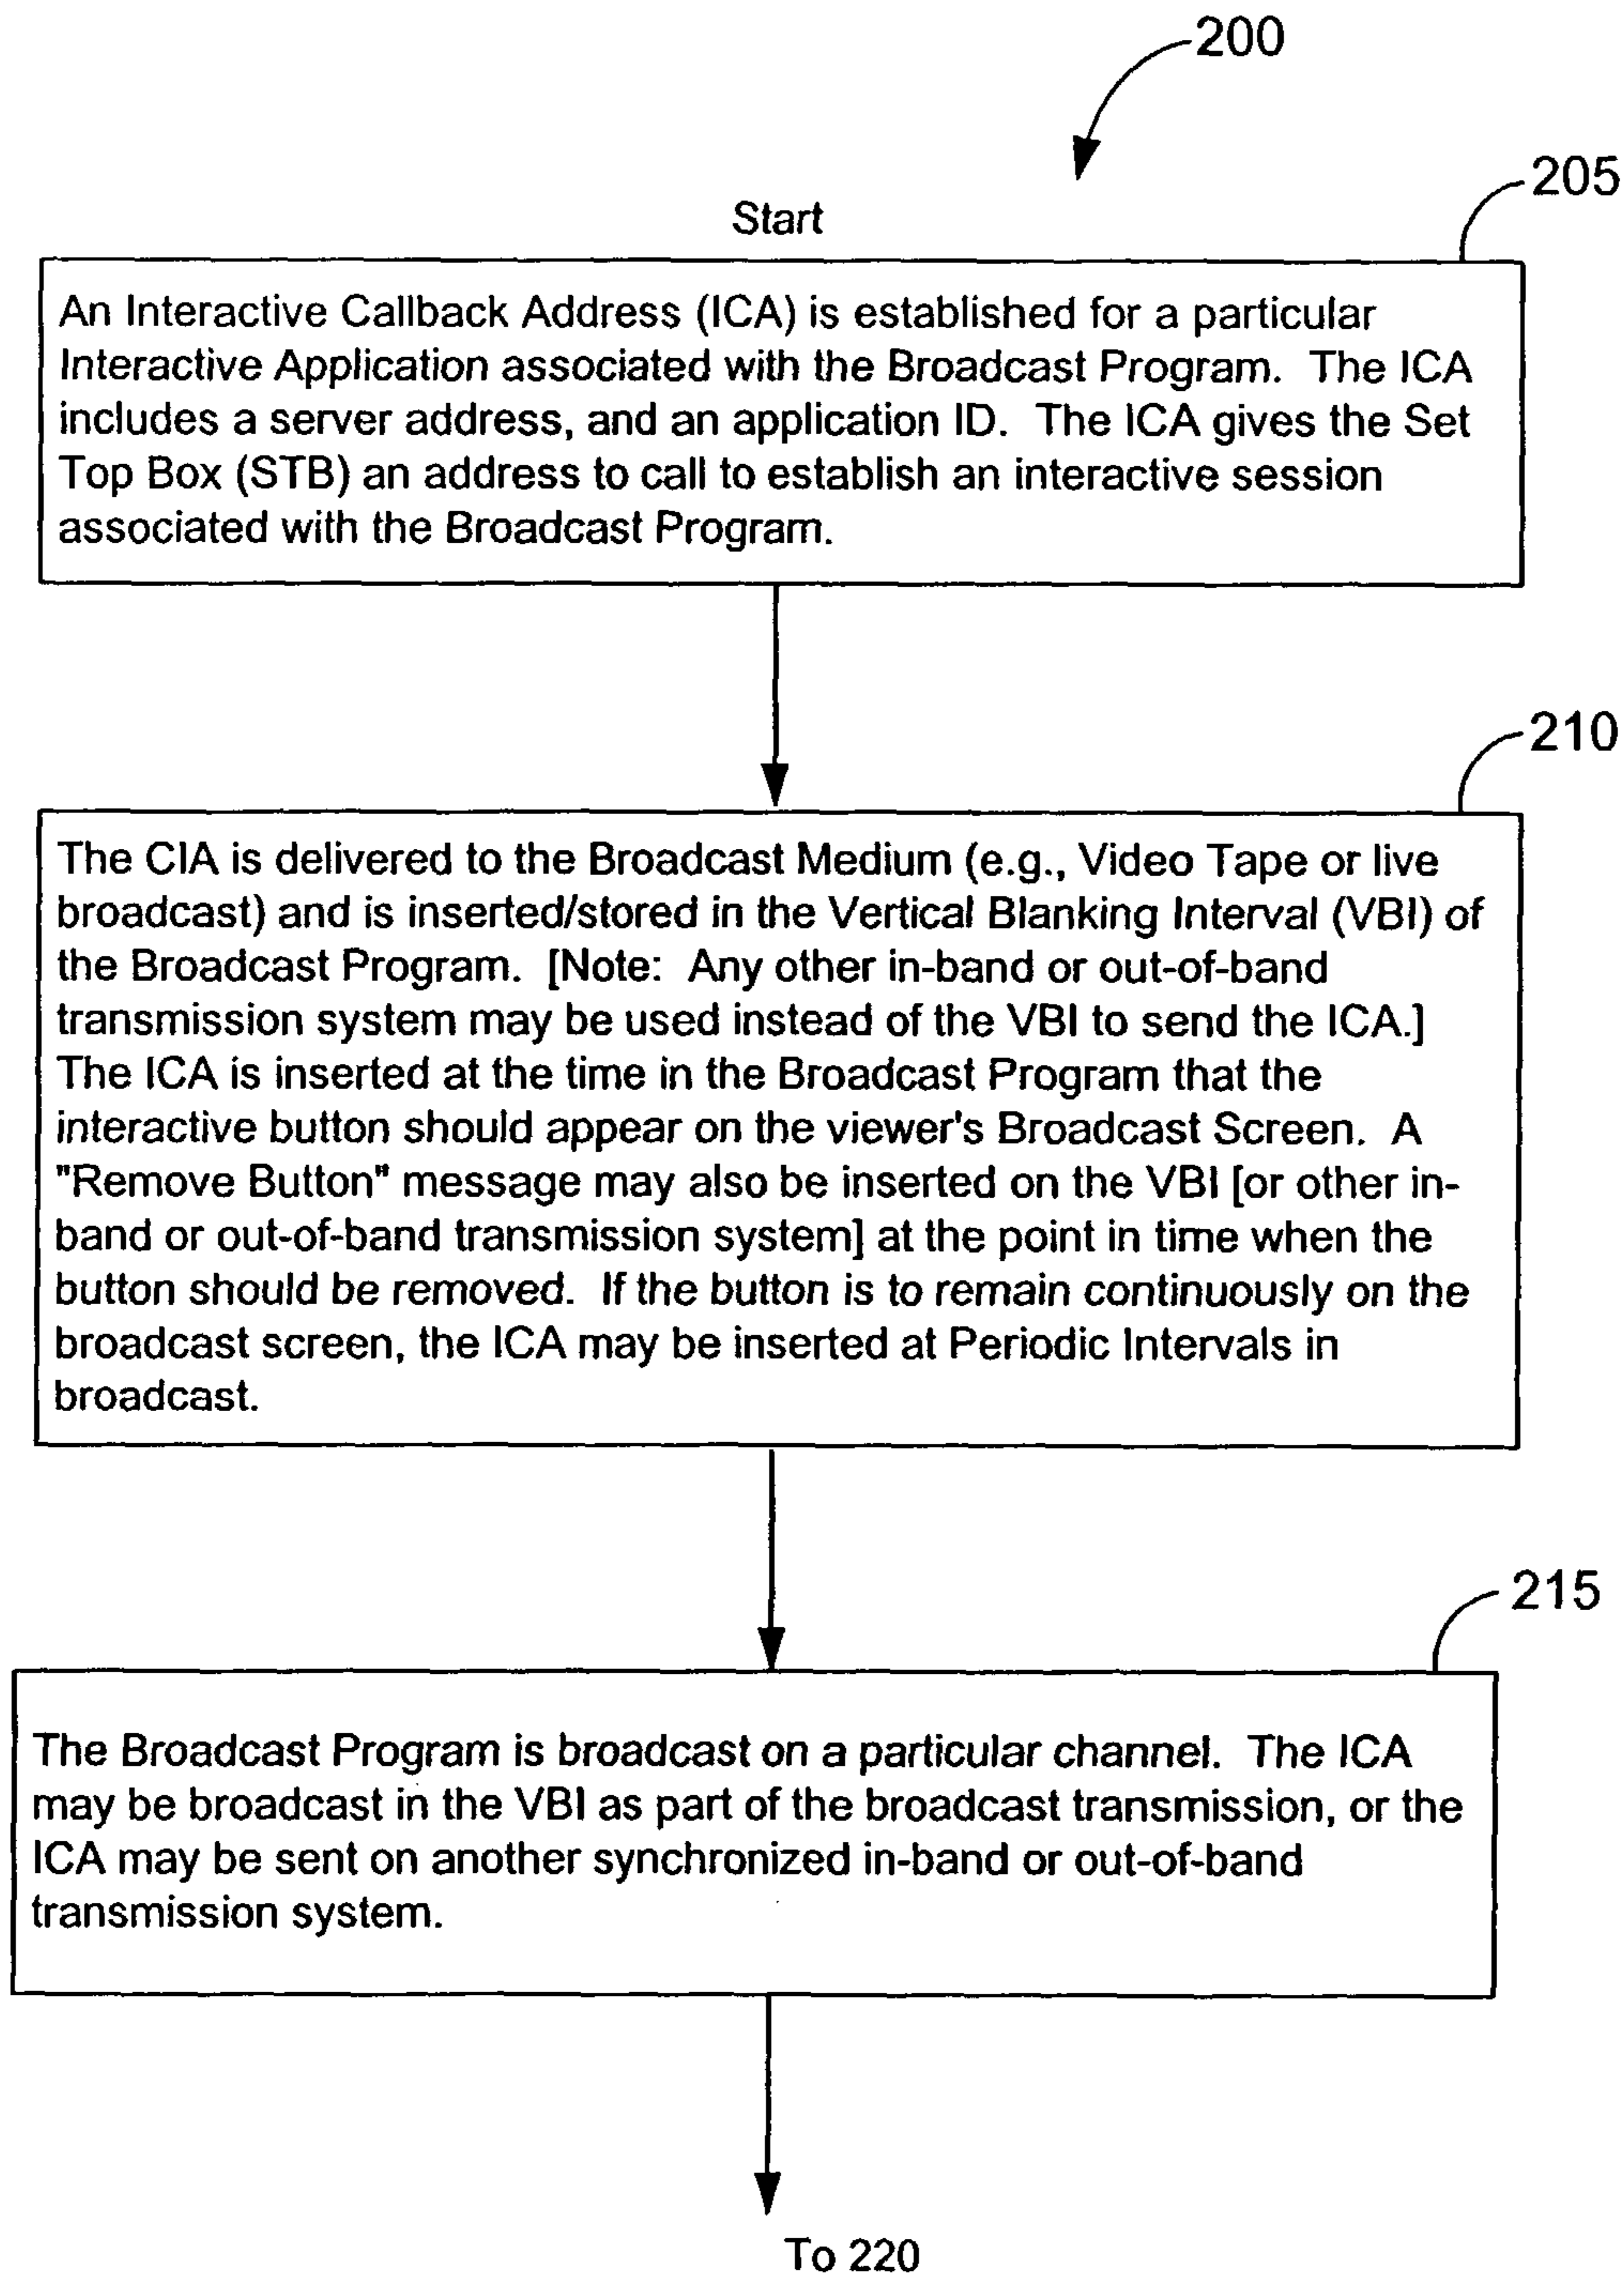 200
205
Start
An Interactive Callback Address (ICA) is established for a particular
Interactive Application associated with the Broadcast Program. The ICA
includes a server address, and an application ID. The ICA gives the Set
Top Box (STB) an address to call to establish an interactive session
associated with the Broadcast Program.
210
The CIA is delivered to the Broadcast Medium (e.g., Video Tape or live
broadcast) and is inserted/stored in the Vertical Blanking Interval (VBI) of
the Broadcast Program. [Note: Any other in-band or out-of-band
transmission system may be used instead of the VBI to send the ICA.]
The ICA is inserted at the time in the Broadcast Program that the
interactive button should appear on the viewer's Broadcast Screen. A
"Remove Button" message may also be inserted on the VBI [or other in-
band or out-of-band transmission system] at the point in time when the
button should be removed. If the button is to remain continuously on the
broadcast screen, the ICA may be inserted at Periodic Intervals in
broadcast.
215
The Broadcast Program is broadcast on a particular channel. The ICA
may be broadcast in the VBI as part of the broadcast transmission, or the
ICA may be sent on another synchronized in-band or out-of-band
transmission system.
To 220